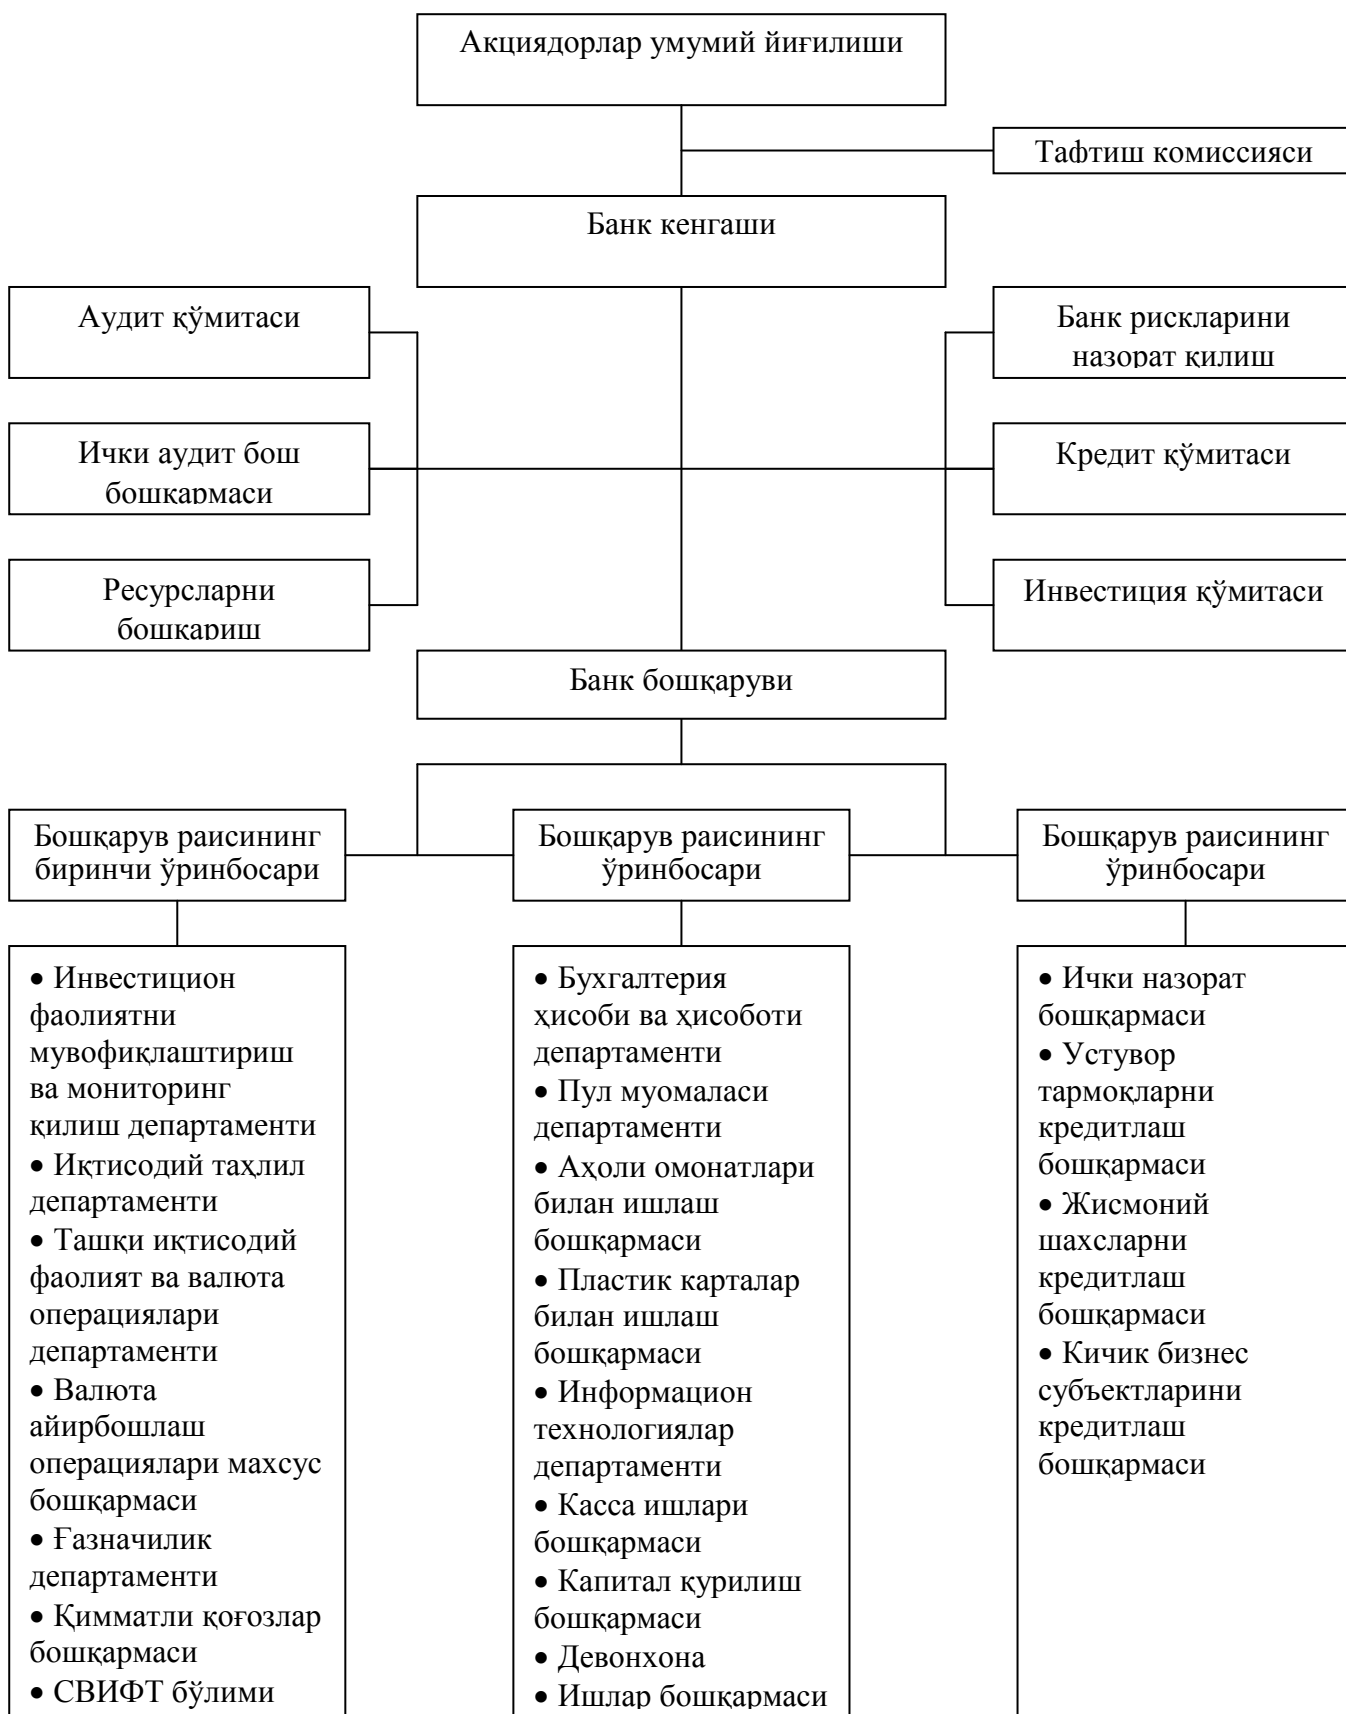 Акциядорлар умумий йиғилиши
Тафтиш комиссияси
Банк кенгаши
Аудит қўмитаси
Банк рискларини
назорат қилиш
Ички аудит бош
бошқармаси
Кредит қўмитаси
Ресурсларни
бошқариш
Инвестиция қўмитаси
Банк бошқаруви
Бошқарув раисининг
биринчи ўринбосари
Бошқарув раисининг
ўринбосари
Бошқарув раисининг
ўринбосари
• Инвестицион
фаолиятни
мувофиқлаштириш
ва мониторинг
қилиш департаменти
• Иқтисодий таҳлил
департаменти
• Ташқи иқтисодий
фаолият ва валюта
операциялари
департаменти
• Валюта
айирбошлаш
операциялари махсус
бошқармаси
• Ғазначилик
департаменти
• Қимматли қоғозлар
бошқармаси
• СВИФТ бўлими
• Бухгалтерия
ҳисоби ва ҳисоботи
департаменти
• Пул муомаласи
департаменти
• Аҳоли омонатлари
билан ишлаш
бошқармаси
• Пластик карталар
билан ишлаш
бошқармаси
• Информацион
технологиялар
департаменти
• Касса ишлари
бошқармаси
• Капитал қурилиш
бошқармаси
• Девонхона
• Ишлар бошқармаси
• Ички назорат
бошқармаси
• Устувор
тармоқларни
кредитлаш
бошқармаси
• Жисмоний
шахсларни
кредитлаш
бошқармаси
• Кичик бизнес
субъектларини
кредитлаш
бошқармаси